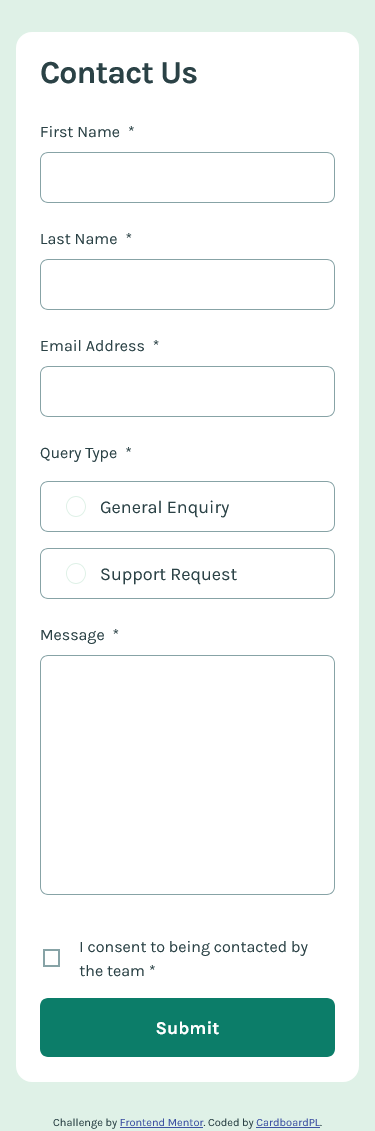 Contact Us
First Name *
Last Name *
Email Address *
Query Type *
General Enquiry
Support Request
Message *
I consent to being contacted by
the team *
Submit
Challenge by Frontend Mentor. Coded by CardboardPL.